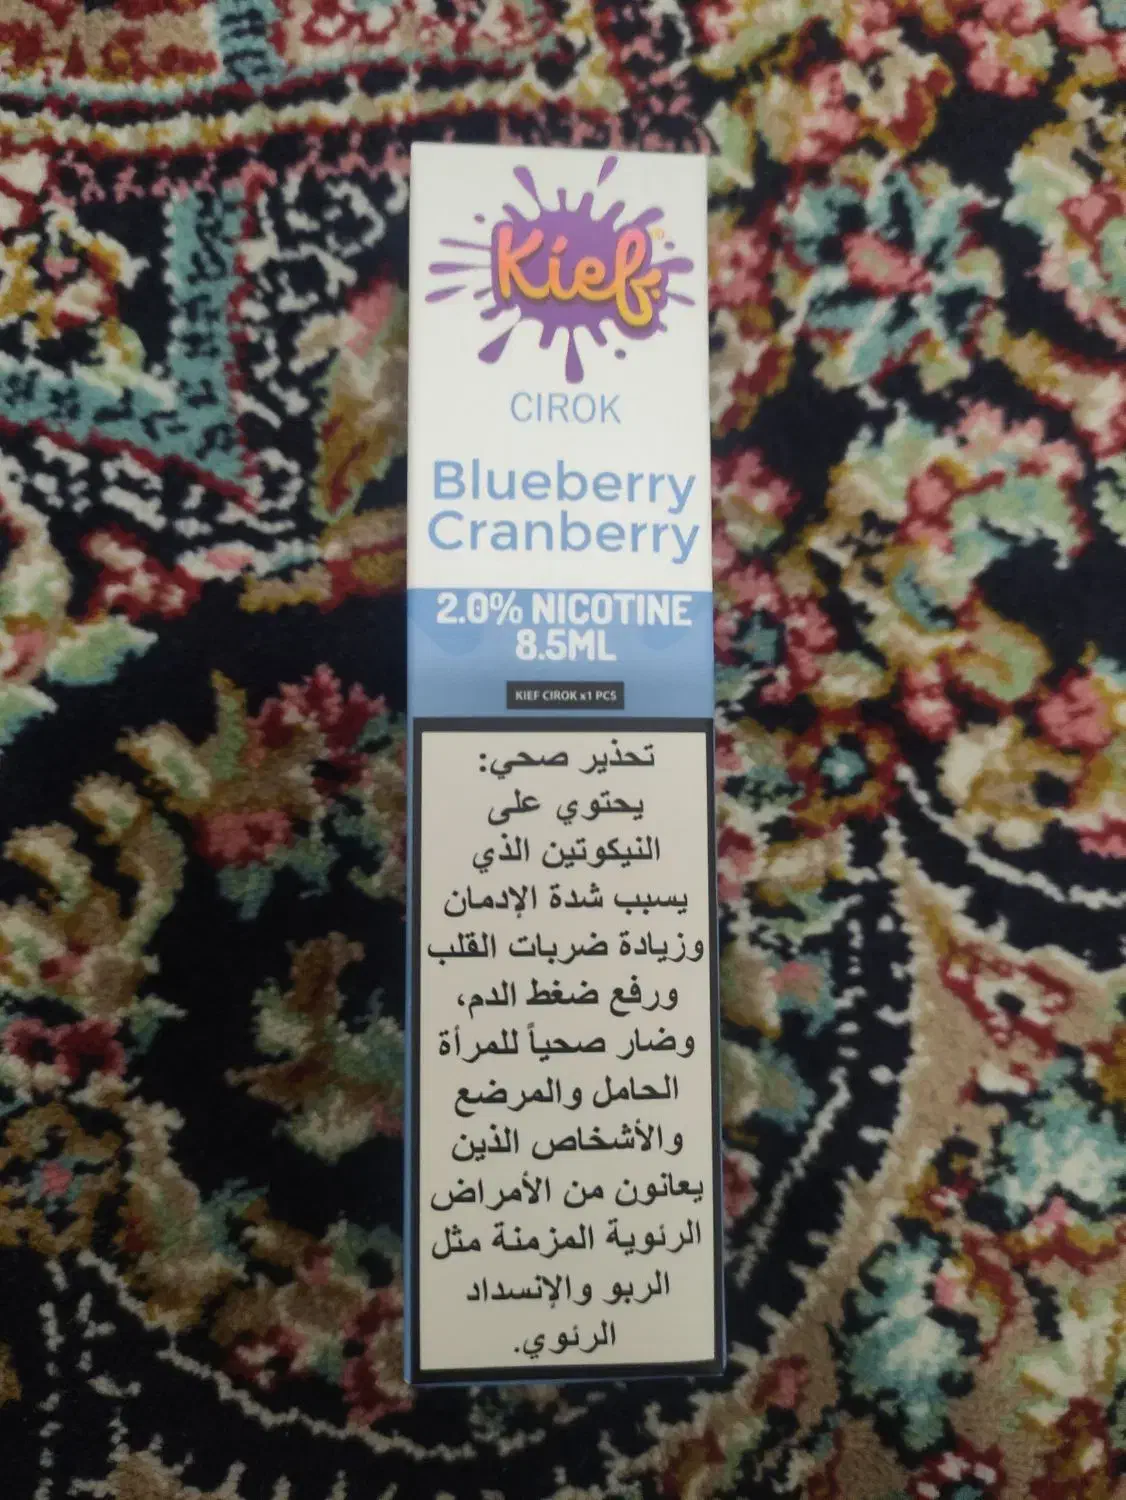 Kief
CIROK
Blueberry
Cranberry
2.0% NICOTINE
8.5ML
KIEF CIROK x1 PCS
تحذير صحي:
يحتوي على
النيكوتين الذي
يسبب شدة الإدمان
وزيادة ضربات القلب
ورفع ضغط الدم،
وضار صحياً للمرأة
الحامل والمرضع
والأشخاص الذين
يعانون من الأمراض
الرئوية المزمنة مثل
الربو والإنسداد
الرئوي.